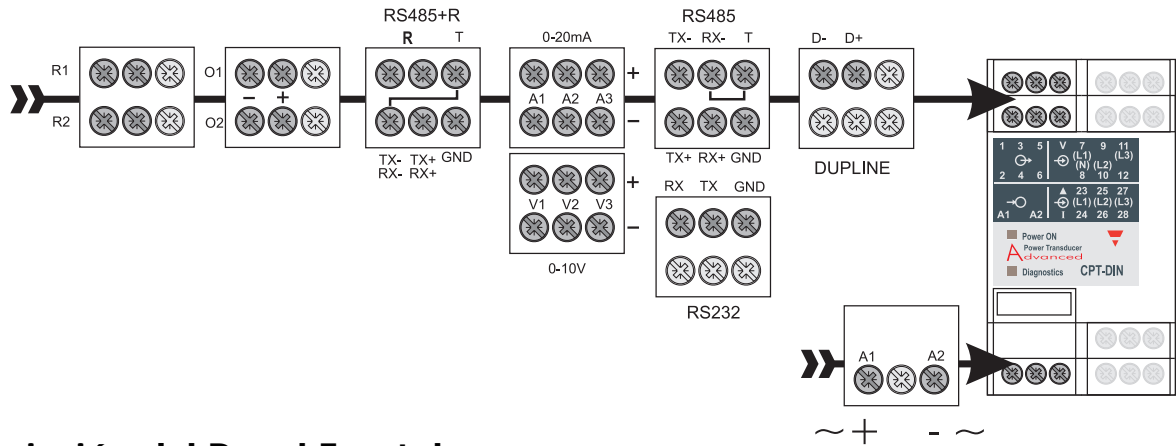 RS485+R
R T
0-20mA
RS485
TX- RX- T
D- D+
R1
R2
O1
- +
O2
TX- TX+ GND
RX- RX+
+
A1 A2 A3
-
+
V1 V2 V3
-
0-10V
TX+ RX+ GND
RX TX GND
RS232
DUPLINE
1 3 5 V 7 9 11
(L1) (L3)
(N) (L2)
2 4 6 8 10 12
23 25 27
(L1) (L2) (L3)
A1 A2 I 24 26 28
Power ON
Power Transducer
Advanced
Diagnostics CPT-DIN
A1 A2
~ + - ~